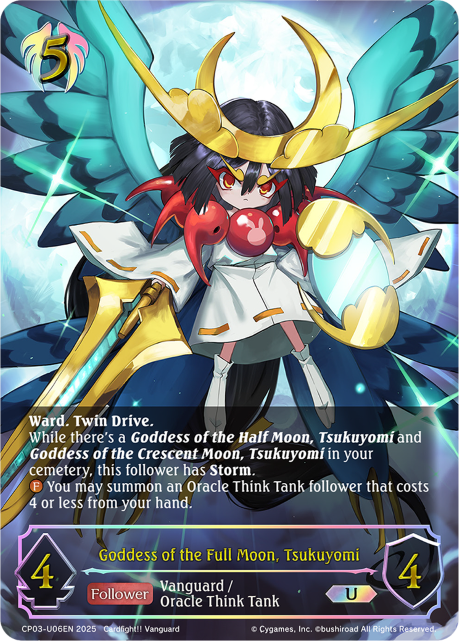 5
Ward. Twin Drive.
While there's a Goddess of the Half Moon, Tsukuyomi and
Goddess of the Crescent Moon, Tsukuyomi in your
cemetery, this follower has Storm.
F You may summon an Oracle Think Tank follower that costs
4 or less from your hand.
Goddess of the Full Moon, Tsukuyomi
4
Follower
Vanguard /
Oracle Think Tank
U
4
CP03-U06EN 2025 Cardfight!! Vanguard © Cygames, Inc. ©bushiroad All Rights Reserved.